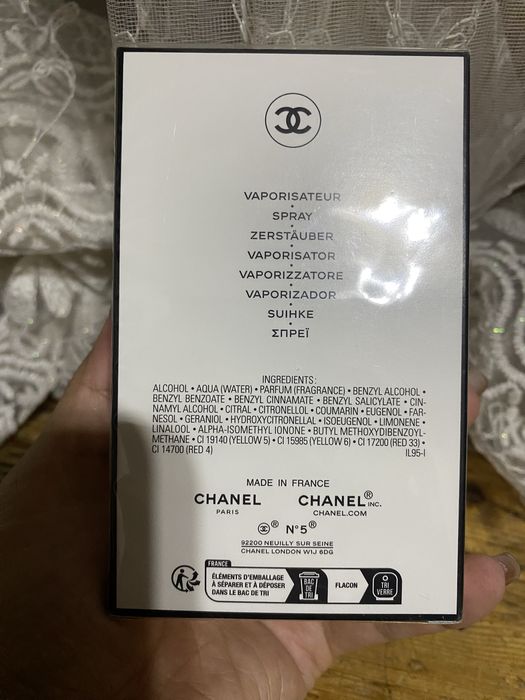 VAPORISATEUR
SPRAY
ZERSTÄUBER
VAPORISATOR
VAPORIZZATORE
VAPORIZADOR
SUIHKE
ΣΠΡΕΪ
INGREDIENTS:
ALCOHOL • AQUA (WATER) • PARFUM (FRAGRANCE) • BENZYL ALCOHOL •
BENZYL BENZOATE • BENZYL CINNAMATE • BENZYL SALICYLATE • CIN-
NAMYL ALCOHOL • CITRAL • CITRONELLOL • COUMARIN • EUGENOL • FAR-
NESOL • GERANIOL • HYDROXYCITRONELLAL • ISOEUGENOL • LIMONENE •
LINALOOL • ALPHA-ISOMETHYL IONONE • BUTYL METHOXYDIBENZOYL-
METHANE • CI 19140 (YELLOW 5) • CI 15985 (YELLOW 6) • CI 17200 (RED 33) •
CI 14700 (RED 4) IL95-I
MADE IN FRANCE
CHANEL CHANEL® INC.
PARIS CHANEL.COM
® N°5®
92200 NEUILLY SUR SEINE
CHANEL LONDON W1J 6DG
FRANCE
ÉLÉMENTS D'EMBALLAGE
À SÉPARER ET À DÉPOSER
DANS LE BAC DE TRI
BAC
DE
TRI
FLACON
TRI
VERRE